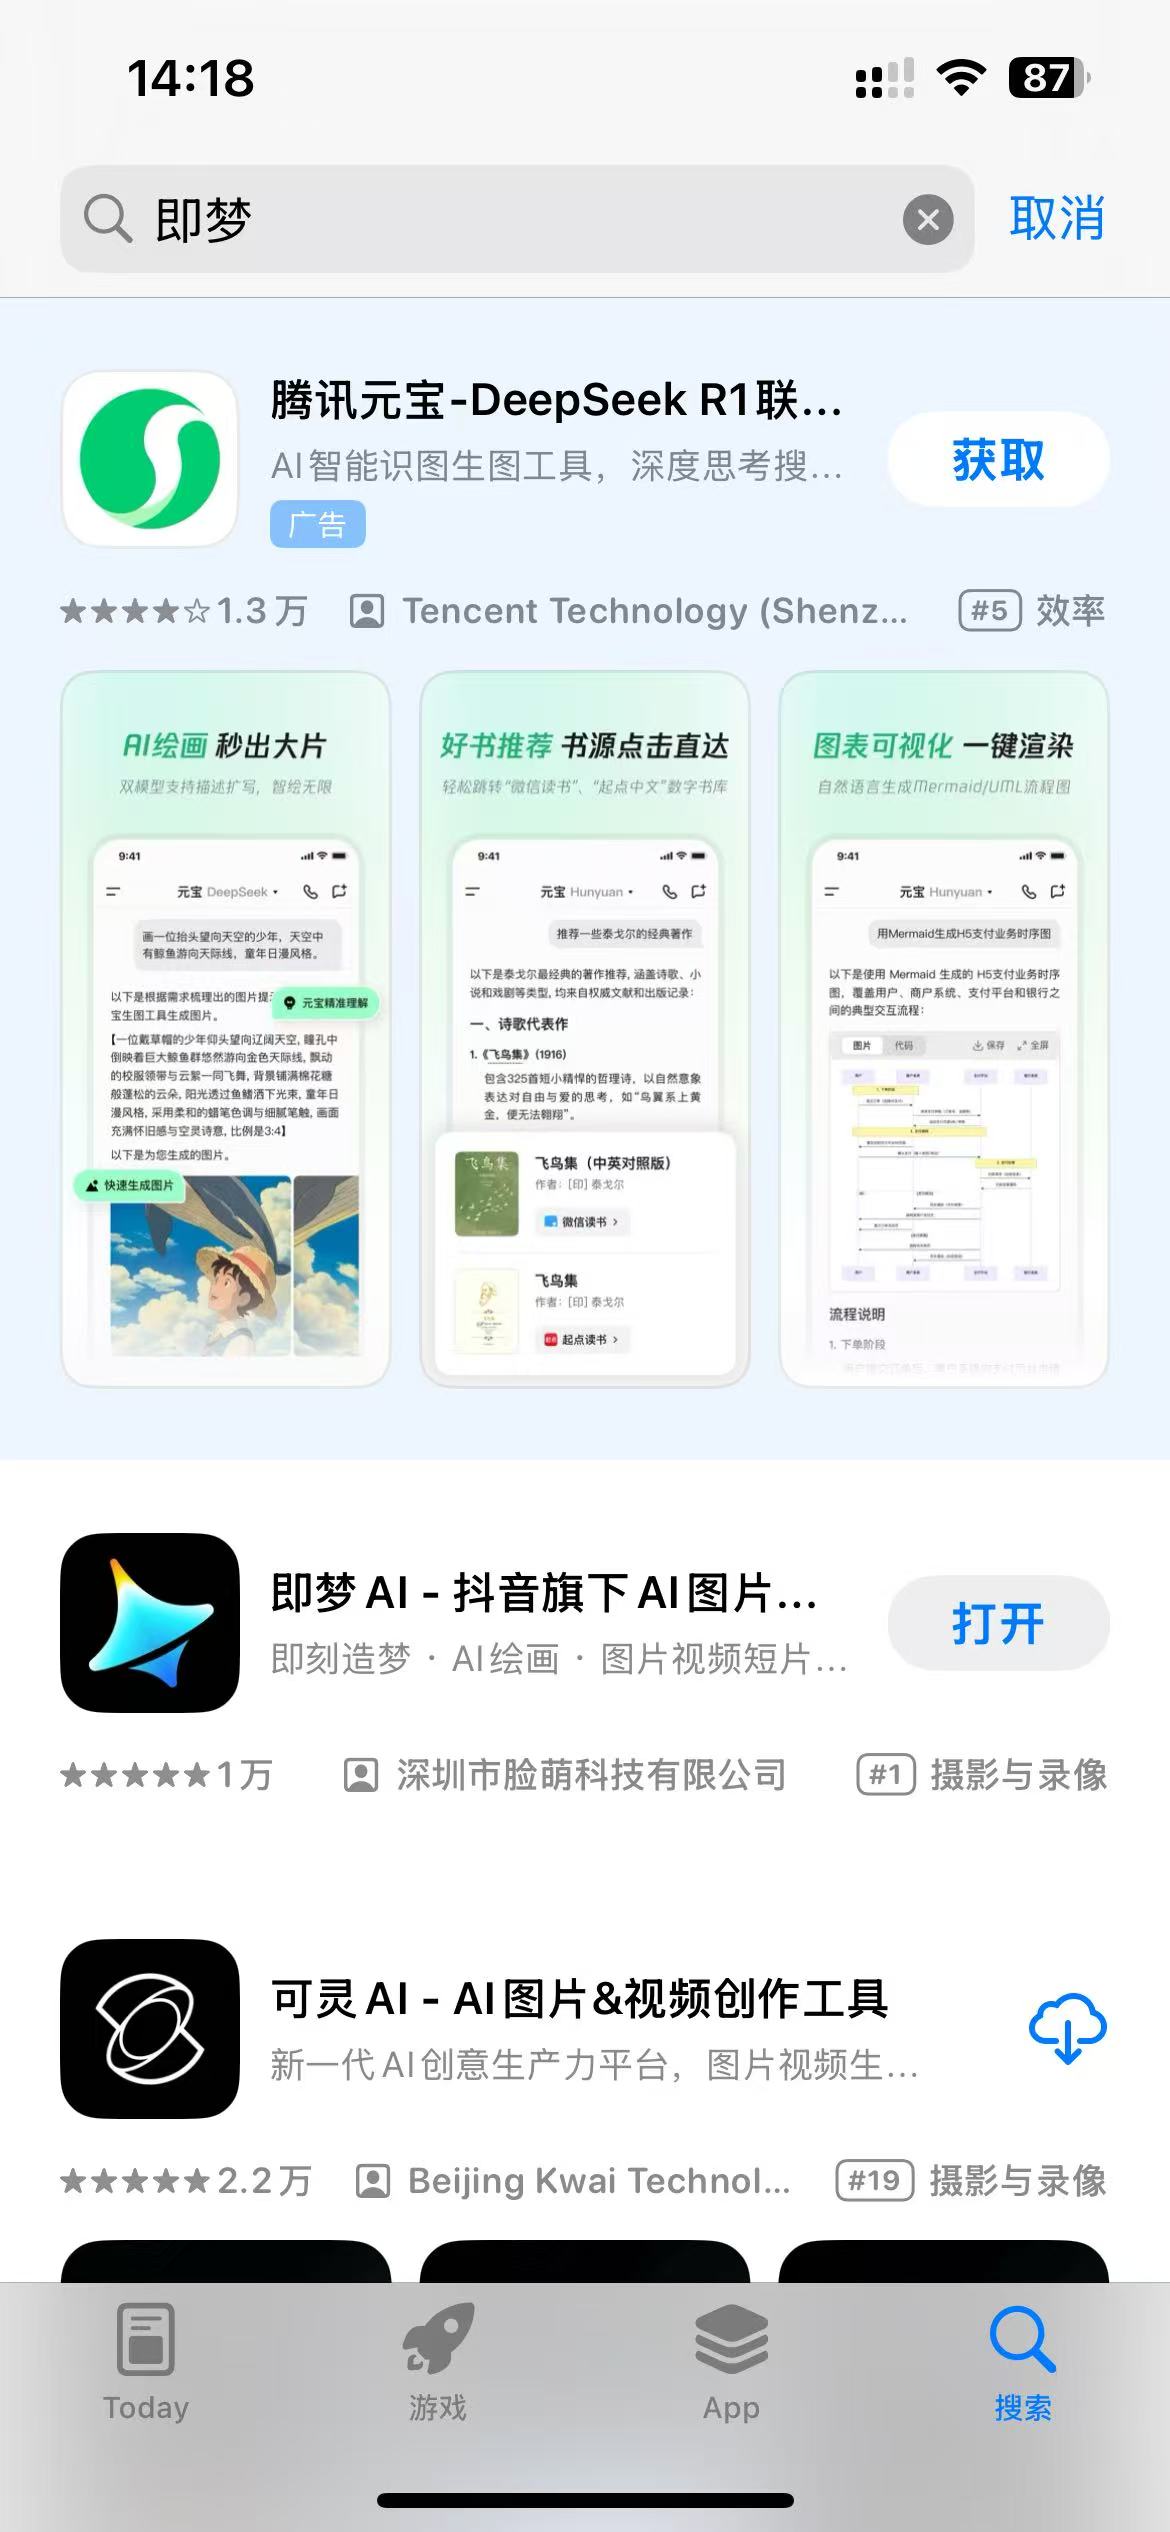 14:18
87
即梦
取消
腾讯元宝-DeepSeek R1联...
AI智能识图生图工具，深度思考搜...
获取
广告
1.3万
Tencent Technology (Shenz...
#5 效率
AI绘画 秒出大片
双模型支持描述扩写，智绘无限
9:41
元宝 DeepSeek
画一位抬头望向天空的少年，天空中
有鲸鱼游向天际线，童年日漫风格。
以下是根据需求梳理出的图片提
元宝精准理解
宝生图工具生成图片。
【一位戴草帽的少年仰头望向辽阔天空, 瞳孔中
倒映着巨大鲸鱼群悠然游向金色天际线, 飘动
的校服领带与云絮一同飞舞, 背景铺满棉花糖
般蓬松的云朵, 阳光透过鱼鳍洒下光束, 童年日
漫风格, 采用柔和的蜡笔色调与细腻笔触, 画面
充满怀旧感与空灵诗意, 比例是3:4】
以下是为您生成的图片。
快速生成图片
好书推荐 书源点击直达
轻松跳转“微信读书”、“起点中文”数字书库
9:41
元宝 Hunyuan
推荐一些泰戈尔的经典著作
以下是泰戈尔最经典的著作推荐, 涵盖诗歌、小
说和戏剧等类型, 均来自权威文献和出版记录：
一、诗歌代表作
1.《飞鸟集》(1916)
包含325首短小精悍的哲理诗，以自然意象
表达对自由与爱的思考，如“鸟翼系上黄
金，便无法翱翔”。
飞鸟集
飞鸟集（中英对照版）
作者：[印] 泰戈尔
微信读书
飞鸟集
作者：[印] 泰戈尔
起点读书
图表可视化 一键渲染
自然语言生成Mermaid/UML流程图
9:41
元宝 Hunyuan
用Mermaid生成H5支付业务时序图
以下是使用 Mermaid 生成的 H5支付业务时序
图，覆盖用户、商户系统、支付平台和银行之
间的典型交互流程：
图片 代码 保存 全屏
流程说明
1. 下单阶段
即梦AI - 抖音旗下AI图片...
即刻造梦 · AI绘画 · 图片视频短片...
打开
1万
深圳市脸萌科技有限公司
#1 摄影与录像
可灵AI - AI图片&视频创作工具
新一代AI创意生产力平台，图片视频生...
2.2万
Beijing Kwai Technol...
#19 摄影与录像
Today
游戏
App
搜索